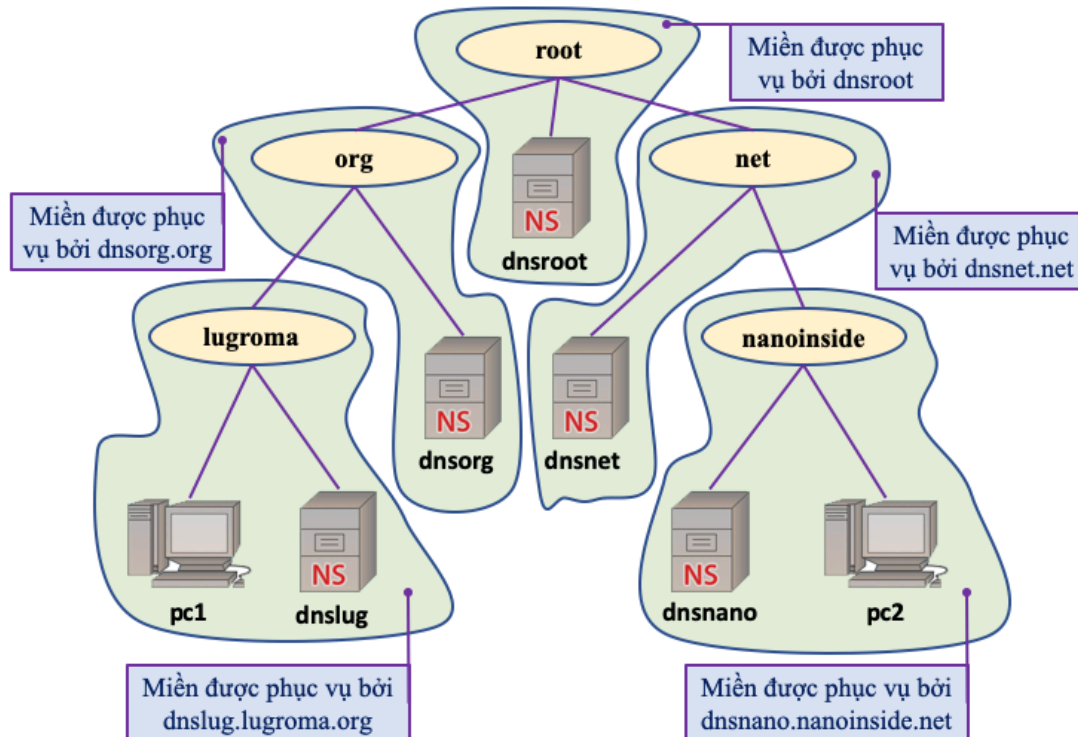 root
Miền được phục
vụ bởi dnsroot
org
NS
net
Miền được phục
vụ bởi dnsorg.org
dnsroot
Miền được phục
vụ bởi dnsnet.net
lugroma
nanoinside
NS
NS
dnsorg
dnsnet
NS
NS
pc1
dnslug
dnsnano
pc2
Miền được phục vụ bởi
dnslug.lugroma.org
Miền được phục vụ bởi
dnsnano.nanoinside.net